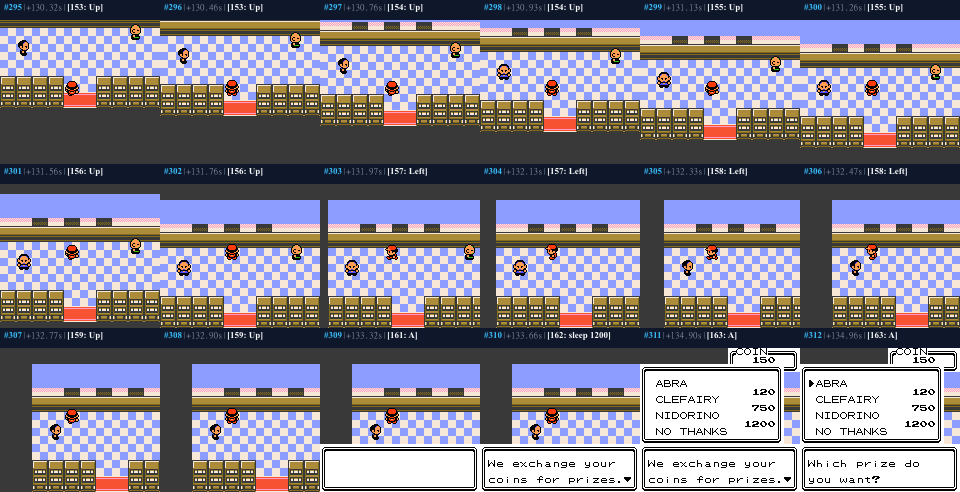 #295|+130.32s| [153: Up]
#296|+130.46s| [153: Up]
#297|+130.76s| [154: Up]
#298|+130.93s| [154: Up]
#299|+131.13s| [155: Up]
#300|+131.26s| [155: Up]
#301|+131.56s| [156: Up]
#302|+131.76s| [156: Up]
#303|+131.97s| [157: Left]
#304|+132.13s| [157: Left]
#305|+132.33s| [158: Left]
#306|+132.47s| [158: Left]
#307|+132.77s| [159: Up]
#308|+132.90s| [159: Up]
#309|+133.32s| [161: A]
#310|+133.66s| [162: sleep 1200]
#311|+134.90s| [163: A]
#312|+134.96s| [163: A]
We exchange your
coins for prizes.▼
COIN
150
ABRA 120
CLEFAIRY 750
NIDORINO 1200
NO THANKS
We exchange your
coins for prizes.▼
COIN
150
▶ABRA 120
CLEFAIRY 750
NIDORINO 1200
NO THANKS
Which prize do
you want?